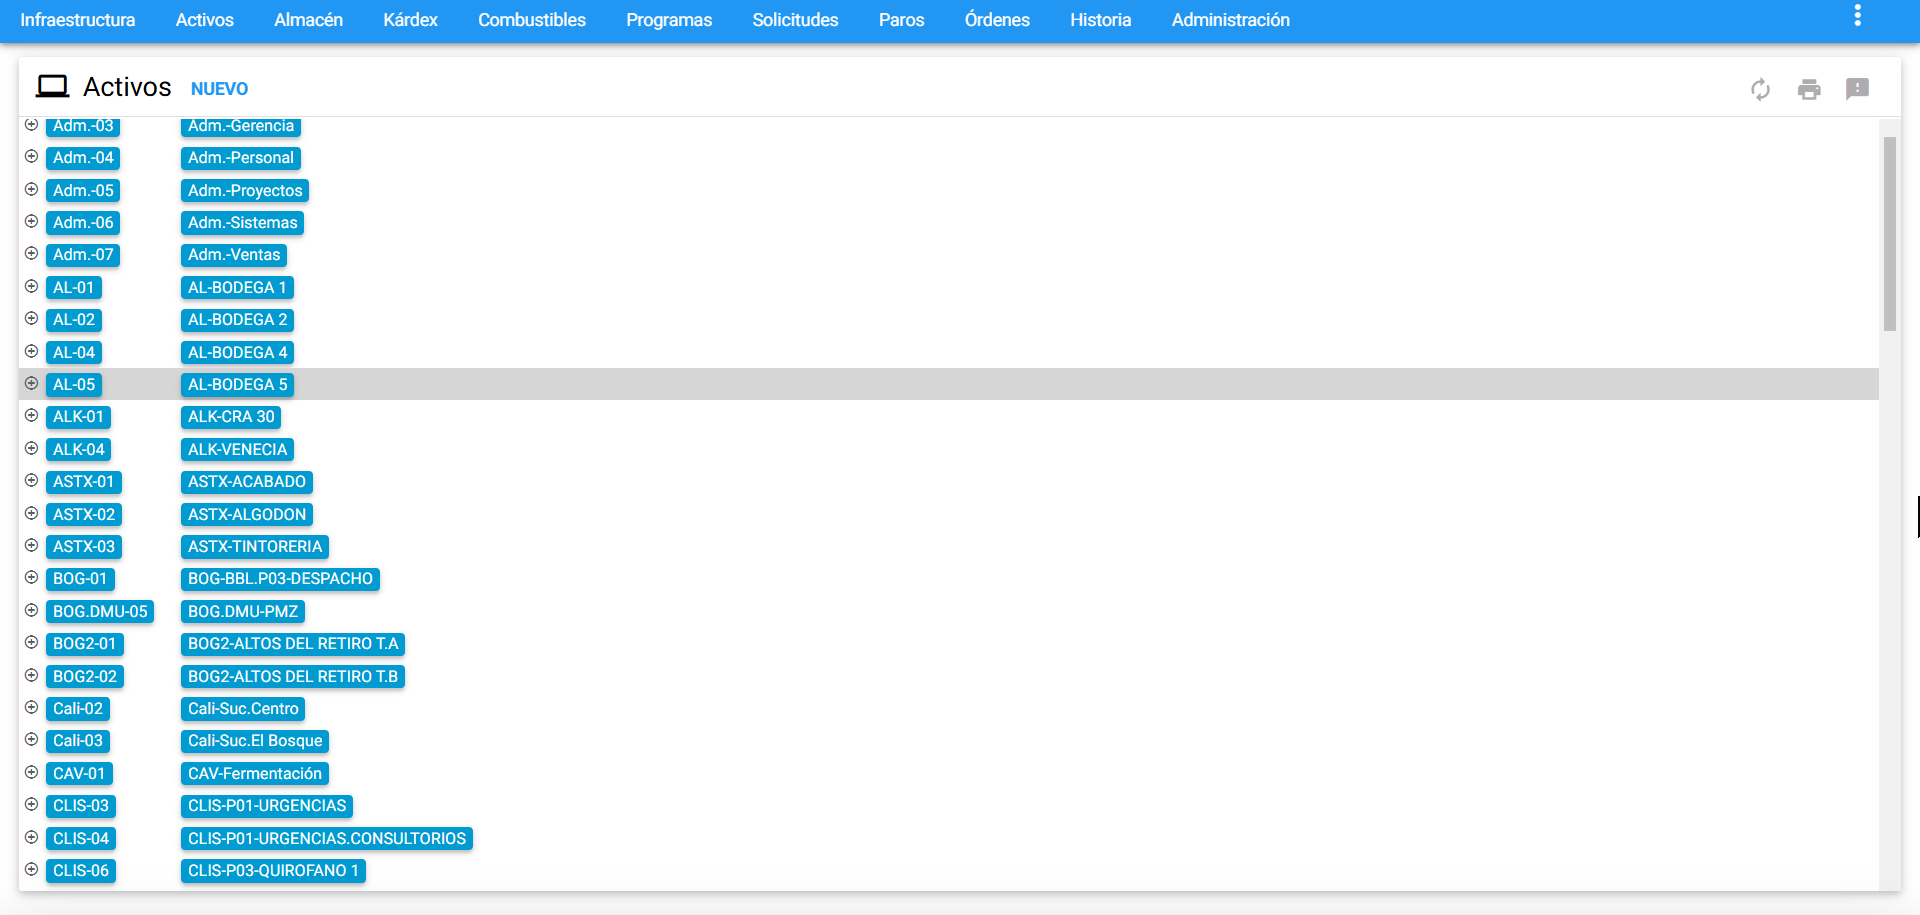 Infraestructura Activos Almacén Kárdex Combustibles Programas Solicitudes Paros Órdenes Historia Administración
Activos NUEVO
Adm.-03 Adm.-Gerencia
Adm.-04 Adm.-Personal
Adm.-05 Adm.-Proyectos
Adm.-06 Adm.-Sistemas
Adm.-07 Adm.-Ventas
AL-01 AL-BODEGA 1
AL-02 AL-BODEGA 2
AL-04 AL-BODEGA 4
AL-05 AL-BODEGA 5
ALK-01 ALK-CRA 30
ALK-04 ALK-VENECIA
ASTX-01 ASTX-ACABADO
ASTX-02 ASTX-ALGODON
ASTX-03 ASTX-TINTORERIA
BOG-01 BOG-BBL.P03-DESPACHO
BOG.DMU-05 BOG.DMU-PMZ
BOG2-01 BOG2-ALTOS DEL RETIRO T.A
BOG2-02 BOG2-ALTOS DEL RETIRO T.B
Cali-02 Cali-Suc.Centro
Cali-03 Cali-Suc.El Bosque
CAV-01 CAV-Fermentación
CLIS-03 CLIS-P01-URGENCIAS
CLIS-04 CLIS-P01-URGENCIAS.CONSULTORIOS
CLIS-06 CLIS-P03-QUIROFANO 1